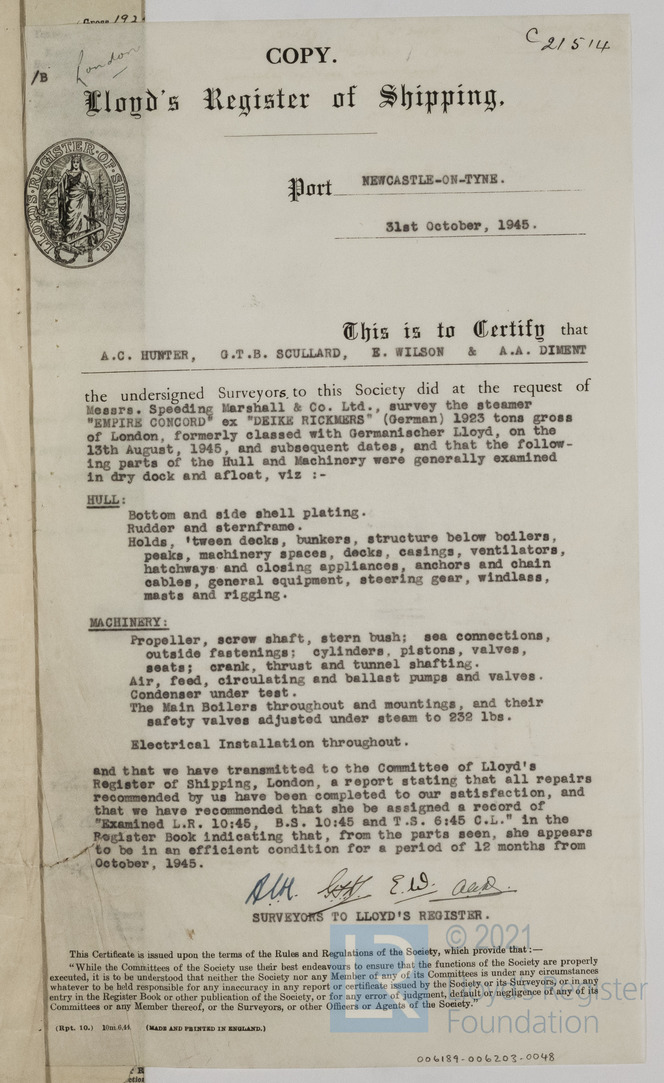 Gross 192
C 21514
/B London
COPY.
Lloyd's Register of Shipping.
LLOYD'S · REGISTER · OF · SHIPPING
Port NEWCASTLE-ON-TYNE.
31st October, 1945.
This is to Certify that
A.C. HUNTER, G.T.B. SCULLARD, E. WILSON & A.A. DIMENT
the undersigned Surveyors, to this Society did at the request of
Messrs. Speeding Marshall & Co. Ltd., survey the steamer
"EMPIRE CONCORD" ex "DEIKE RICKMERS" (German) 1923 tons gross
of London, formerly classed with Germanischer Lloyd, on the
13th August, 1945, and subsequent dates, and that the follow-
ing parts of the Hull and Machinery were generally examined
in dry dock and afloat, viz :-
HULL:
Bottom and side shell plating.
Rudder and sternframe.
Holds, 'tween decks, bunkers, structure below boilers,
peaks, machinery spaces, decks, casings, ventilators,
hatchways and closing appliances, anchors and chain
cables, general equipment, steering gear, windlass,
masts and rigging.
MACHINERY:
Propeller, screw shaft, stern bush; sea connections,
outside fastenings; cylinders, pistons, valves,
seats; crank, thrust and tunnel shafting.
Air, feed, circulating and ballast pumps and valves.
Condenser under test.
The Main Boilers throughout and mountings, and their
safety valves adjusted under steam to 232 lbs.
Electrical Installation throughout.
and that we have transmitted to the Committee of Lloyd's
Register of Shipping, London, a report stating that all repairs
recommended by us have been completed to our satisfaction, and
that we have recommended that she be assigned a record of
"Examined L.R. 10:45, B.S. 10:45 and T.S. 6:45 C.L." in the
Register Book indicating that, from the parts seen, she appears
to be in an efficient condition for a period of 12 months from
October, 1945.
A.C.H. G.T.B.S. E.W. A.A.D.
SURVEYORS TO LLOYD'S REGISTER.
This Certificate is issued upon the terms of the Rules and Regulations of the Society, which provide that :—
"While the Committees of the Society use their best endeavours to ensure that the functions of the Society are properly
executed, it is to be understood that neither the Society nor any Member of any of its Committees is under any circumstances
whatever to be held responsible for any inaccuracy in any report or certificate issued by the Society or its Surveyors, or in any
entry in the Register Book or other publication of the Society, or for any error of judgment, default or negligence of any of its
Committees or any Member thereof, or the Surveyors, or other Officers or Agents of the Society."
(Rpt. 10.) 10m.6,44 (MADE AND PRINTED IN ENGLAND.)
© 2021
LR Lloyd's Register
Foundation
006189-006203-0048